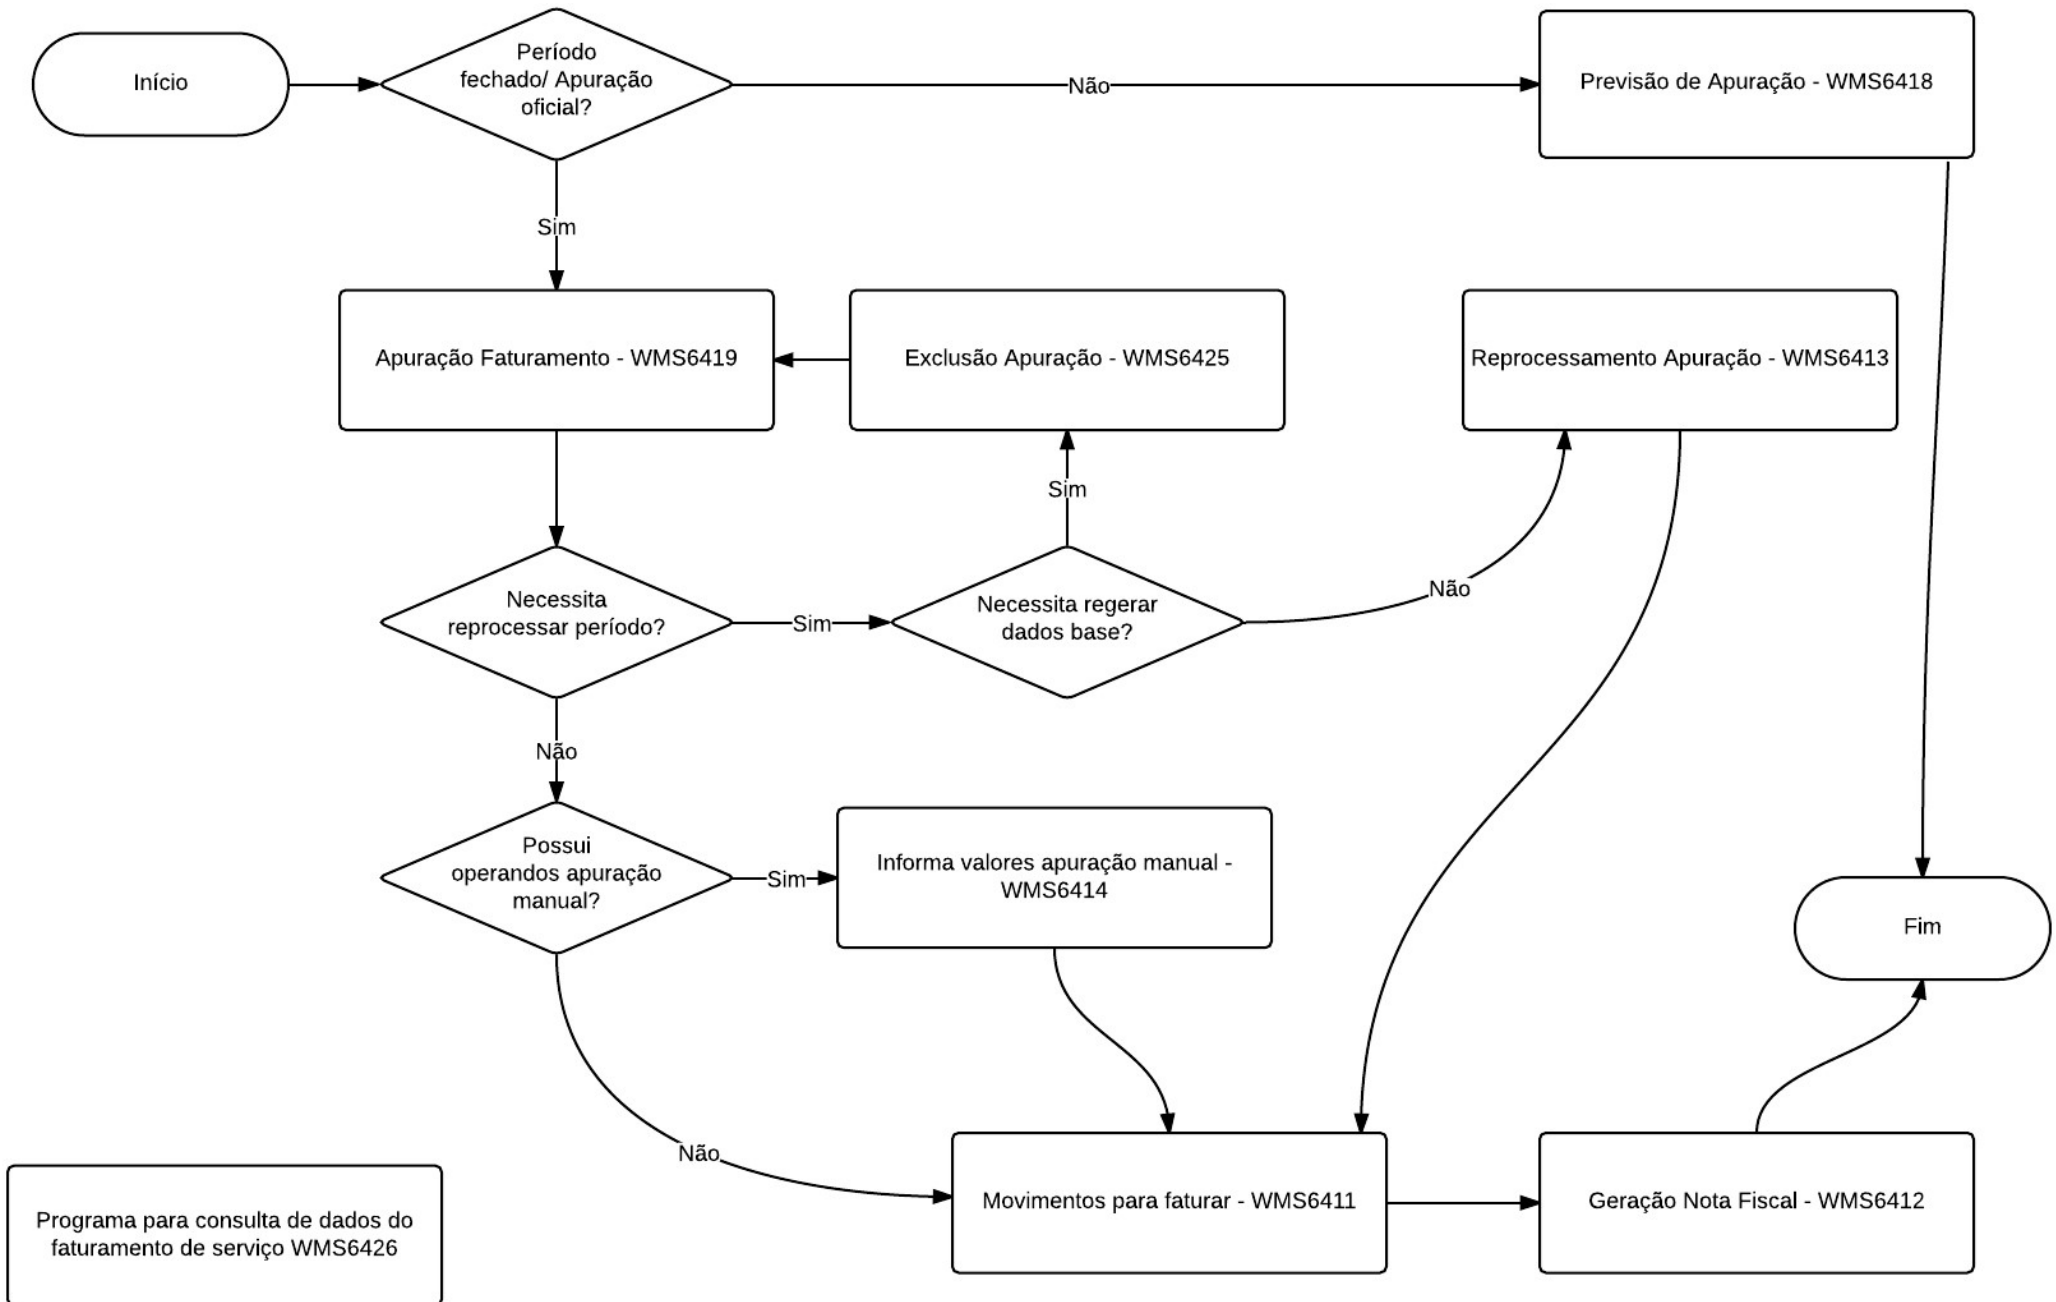 Início
Período
fechado/ Apuração
oficial?
Não
Previsão de Apuração - WMS6418
Sim
Apuração Faturamento - WMS6419
Exclusão Apuração - WMS6425
Reprocessamento Apuração - WMS6413
Sim
Necessita
reprocessar período?
Sim
Necessita regerar
dados base?
Não
Não
Possui
operandos apuração
manual?
Sim
Informa valores apuração manual -
WMS6414
Fim
Não
Movimentos para faturar - WMS6411
Geração Nota Fiscal - WMS6412
Programa para consulta de dados do
faturamento de serviço WMS6426